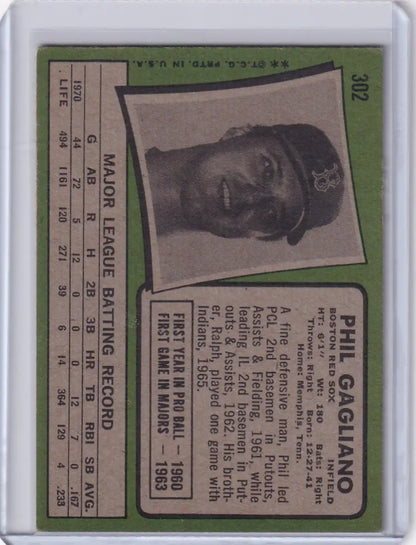 302
**©T.C.G. PRTD. IN U.S.A.
B
PHIL GAGLIANO INFIELD
BOSTON RED SOX
HT: 6'1" WT: 180 Bats: Right
Throws: Right Born: 12-27-41
Home: Memphis, Tenn.
A fine defensive man, Phil led
PCL 2nd basemen in Putouts,
Assists & Fielding, 1961, while
leading IL 2nd basemen in Put-
outs & Assists, 1962. His broth-
er, Ralph, played one game with
Indians, 1965.
FIRST YEAR IN PRO BALL — 1960
FIRST GAME IN MAJORS — 1963
MAJOR LEAGUE BATTING RECORD
G AB R H 2B 3B HR TB RBI SB AVG.
1970 44 72 5 12 0 0 0 12 7 0 .167
LIFE 494 1161 120 271 39 6 14 364 129 4 .233